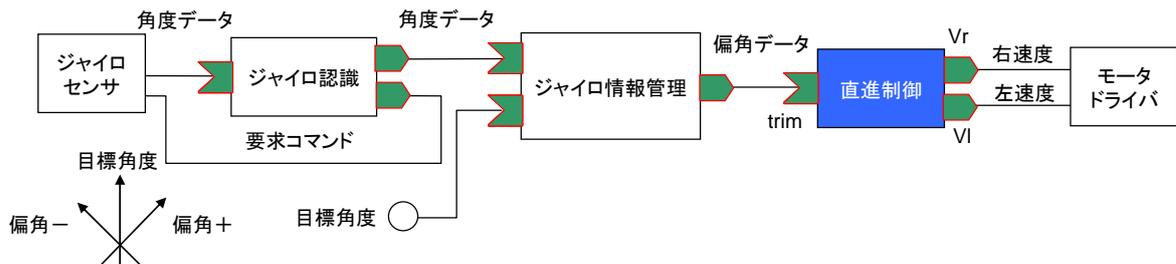 角度データ
角度データ
偏角データ
Vr
ジャイロ
センサ
ジャイロ認識
ジャイロ情報管理
直進制御
右速度
左速度
モータ
ドライバ
trim
Vl
要求コマンド
目標角度
偏角－
偏角＋
目標角度